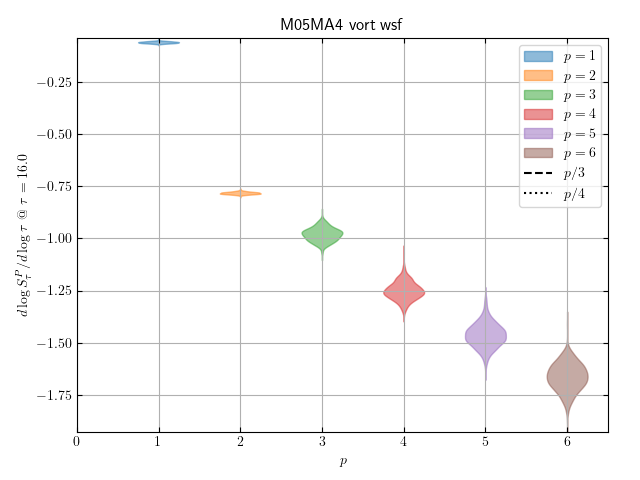 M05MA4 vort wsf
d log S_τ^P / d log τ @ τ = 16.0
−0.25
−0.50
−0.75
−1.00
−1.25
−1.50
−1.75
p = 1
p = 2
p = 3
p = 4
p = 5
p = 6
p/3
p/4
0 1 2 3 4 5 6
p